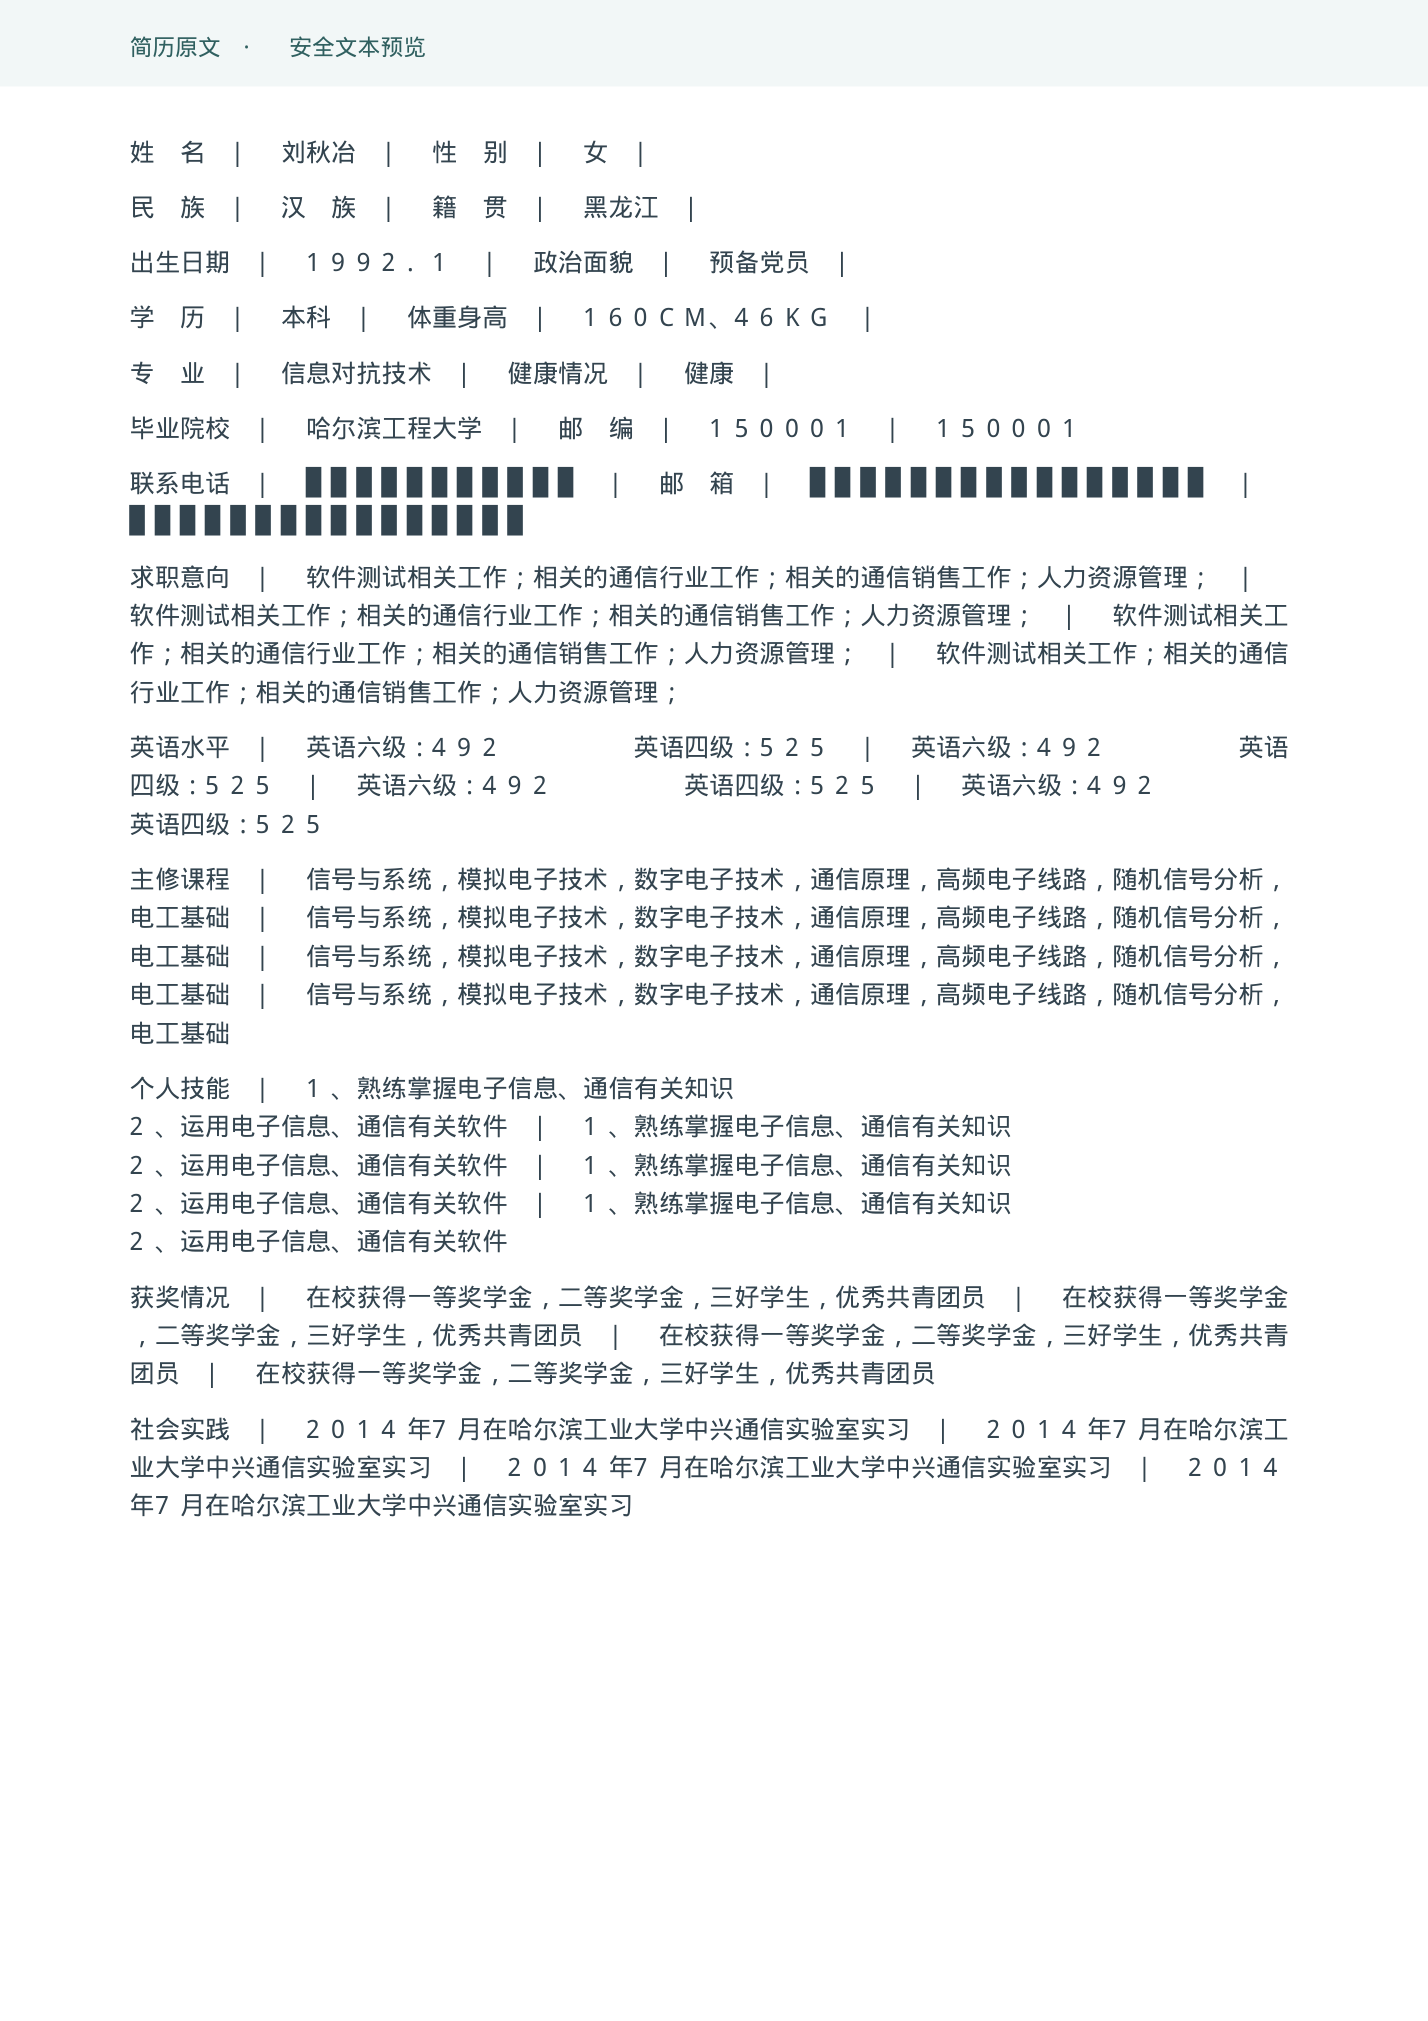 简历原文 · 安全文本预览
姓 名 | 刘秋冶 | 性 别 | 女 |
民 族 | 汉 族 | 籍 贯 | 黑龙江 |
出生日期 | 1992.1 | 政治面貌 | 预备党员 |
学 历 | 本科 | 体重身高 | 160CM、46KG |
专 业 | 信息对抗技术 | 健康情况 | 健康 |
毕业院校 | 哈尔滨工程大学 | 邮 编 | 150001 | 150001
联系电话 | ███████████ | 邮 箱 | ████████████████ |
████████████████
求职意向 | 软件测试相关工作；相关的通信行业工作；相关的通信销售工作；人力资源管理； |
软件测试相关工作；相关的通信行业工作；相关的通信销售工作；人力资源管理； | 软件测试相关工
作；相关的通信行业工作；相关的通信销售工作；人力资源管理； | 软件测试相关工作；相关的通信
行业工作；相关的通信销售工作；人力资源管理；
英语水平 | 英语六级：492 英语四级：525 | 英语六级：492 英语
四级：525 | 英语六级：492 英语四级：525 | 英语六级：492
英语四级：525
主修课程 | 信号与系统，模拟电子技术，数字电子技术，通信原理，高频电子线路，随机信号分析，
电工基础 | 信号与系统，模拟电子技术，数字电子技术，通信原理，高频电子线路，随机信号分析，
电工基础 | 信号与系统，模拟电子技术，数字电子技术，通信原理，高频电子线路，随机信号分析，
电工基础 | 信号与系统，模拟电子技术，数字电子技术，通信原理，高频电子线路，随机信号分析，
电工基础
个人技能 | 1、熟练掌握电子信息、通信有关知识
2、运用电子信息、通信有关软件 | 1、熟练掌握电子信息、通信有关知识
2、运用电子信息、通信有关软件 | 1、熟练掌握电子信息、通信有关知识
2、运用电子信息、通信有关软件 | 1、熟练掌握电子信息、通信有关知识
2、运用电子信息、通信有关软件
获奖情况 | 在校获得一等奖学金，二等奖学金，三好学生，优秀共青团员 | 在校获得一等奖学金
，二等奖学金，三好学生，优秀共青团员 | 在校获得一等奖学金，二等奖学金，三好学生，优秀共青
团员 | 在校获得一等奖学金，二等奖学金，三好学生，优秀共青团员
社会实践 | 2014年7月在哈尔滨工业大学中兴通信实验室实习 | 2014年7月在哈尔滨工
业大学中兴通信实验室实习 | 2014年7月在哈尔滨工业大学中兴通信实验室实习 | 2014
年7月在哈尔滨工业大学中兴通信实验室实习